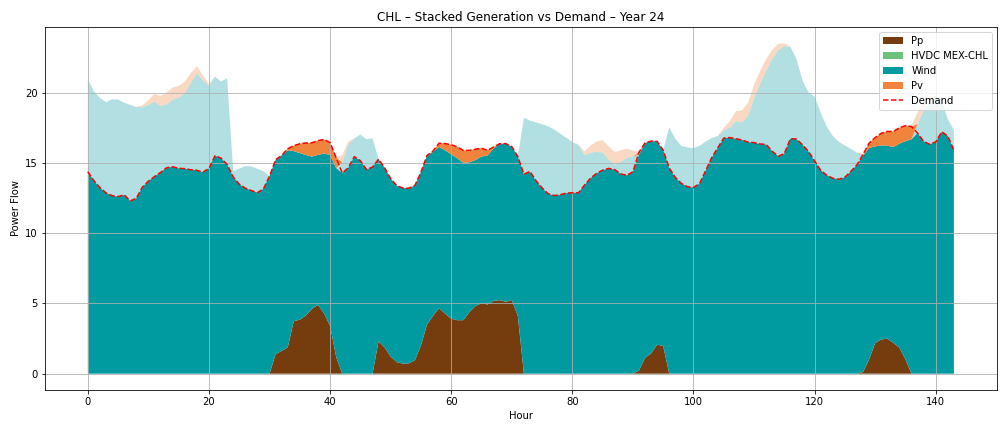 CHL – Stacked Generation vs Demand – Year 24
Pp
HVDC MEX-CHL
Wind
Pv
Demand
Power Flow
20
15
10
5
0
0
20
40
60
80
100
120
140
Hour